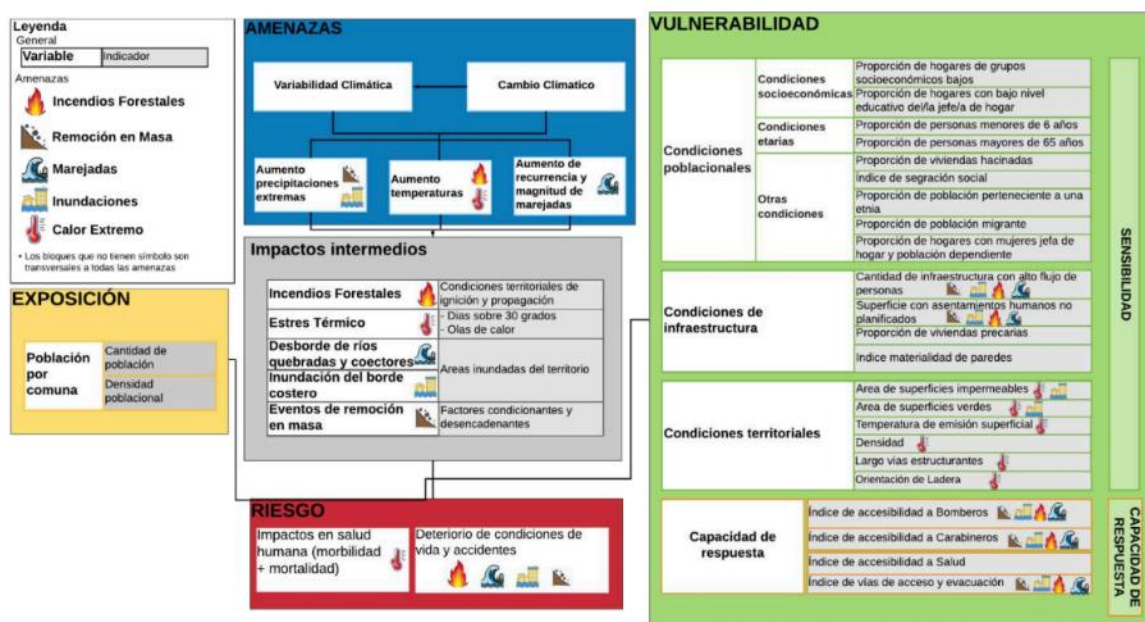 Leyenda
General
Variable
Indicador
Amenazas
Incendios Forestales
Remoción en Masa
Marejadas
Inundaciones
Calor Extremo
• Los bloques que no tienen símbolo son
transversales a todas las amenazas
EXPOSICIÓN
Población
por
comuna
Cantidad de
población
Densidad
poblacional
AMENAZAS
Variabilidad Climática
Cambio Climatico
Aumento
precipitaciones
extremas
Aumento
temperaturas
Aumento de
recurrencia y
magnitud de
marejadas
Impactos intermedios
Incendios Forestales
Condiciones territoriales de
ignición y propagación
Estres Térmico
- Dias sobre 30 grados
- Olas de calor
Desborde de ríos
quebradas y coectores
Inundación del borde
costero
Areas inundadas del territorio
Eventos de remoción
en masa
Factores condicionantes y
desencadenantes
RIESGO
Impactos en salud
humana (morbilidad
+ mortalidad)
Deterioro de condiciones de
vida y accidentes
VULNERABILIDAD
Condiciones
poblacionales
Condiciones
socioeconómicas
Proporción de hogares de grupos
socioeconómicos bajos
Proporción de hogares con bajo nivel
educativo del/la jefe/a de hogar
Condiciones
etarias
Proporción de personas menores de 6 años
Proporción de personas mayores de 65 años
Otras
condiciones
Proporción de viviendas hacinadas
Índice de segración social
Proporción de población perteneciente a una
etnia
Proporción de población migrante
Proporción de hogares con mujeres jefa de
hogar y población dependiente
Condiciones de
infraestructura
Cantidad de infraestructura con alto flujo de
personas
Superficie con asentamientos humanos no
planificados
Proporción de viviendas precarias
Indice materialidad de paredes
Condiciones territoriales
Area de superficies impermeables
Area de superficies verdes
Temperatura de emisión superficial
Densidad
Largo vias estructurantes
Orientación de Ladera
SENSIBILIDAD
Capacidad de
respuesta
Índice de accesibilidad a Bomberos
Índice de accesibilidad a Carabineros
Índice de accesibilidad a Salud
Índice de vías de acceso y evacuación
CAPACIDAD DE
RESPUESTA